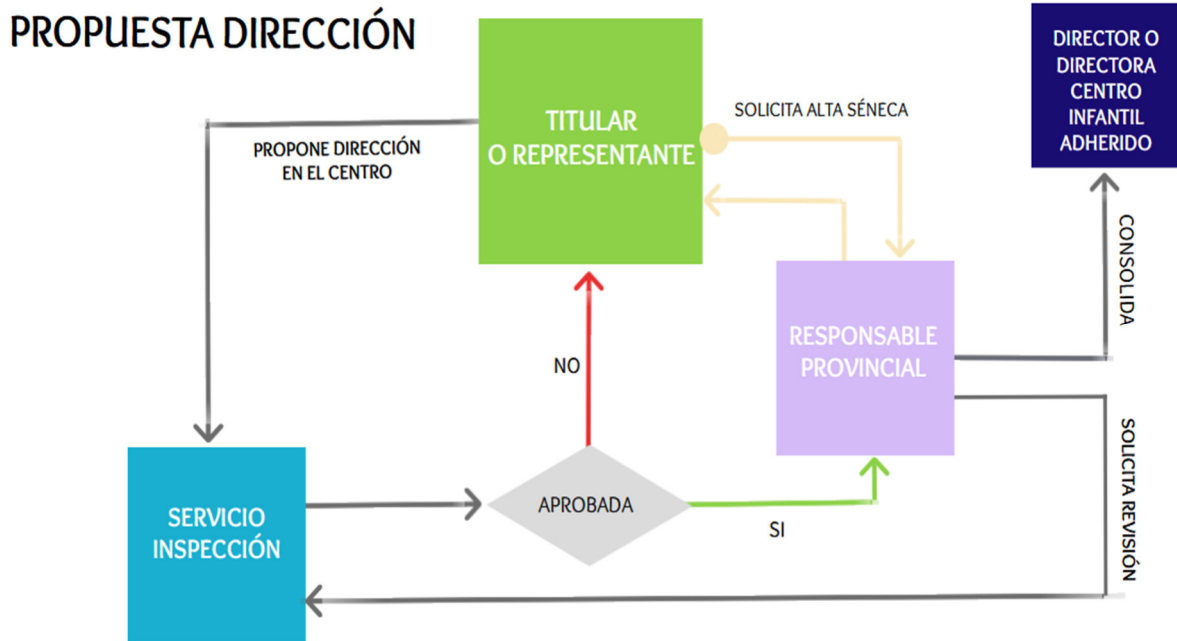 PROPUESTA DIRECCIÓN
TITULAR
O REPRESENTANTE
SOLICITA ALTA SÉNECA
DIRECTOR O
DIRECTORA
CENTRO
INFANTIL
ADHERIDO
PROPONE DIRECCIÓN
EN EL CENTRO
CONSOLIDA
RESPONSABLE
PROVINCIAL
NO
SOLICITA REVISIÓN
SERVICIO
INSPECCIÓN
APROBADA
SI